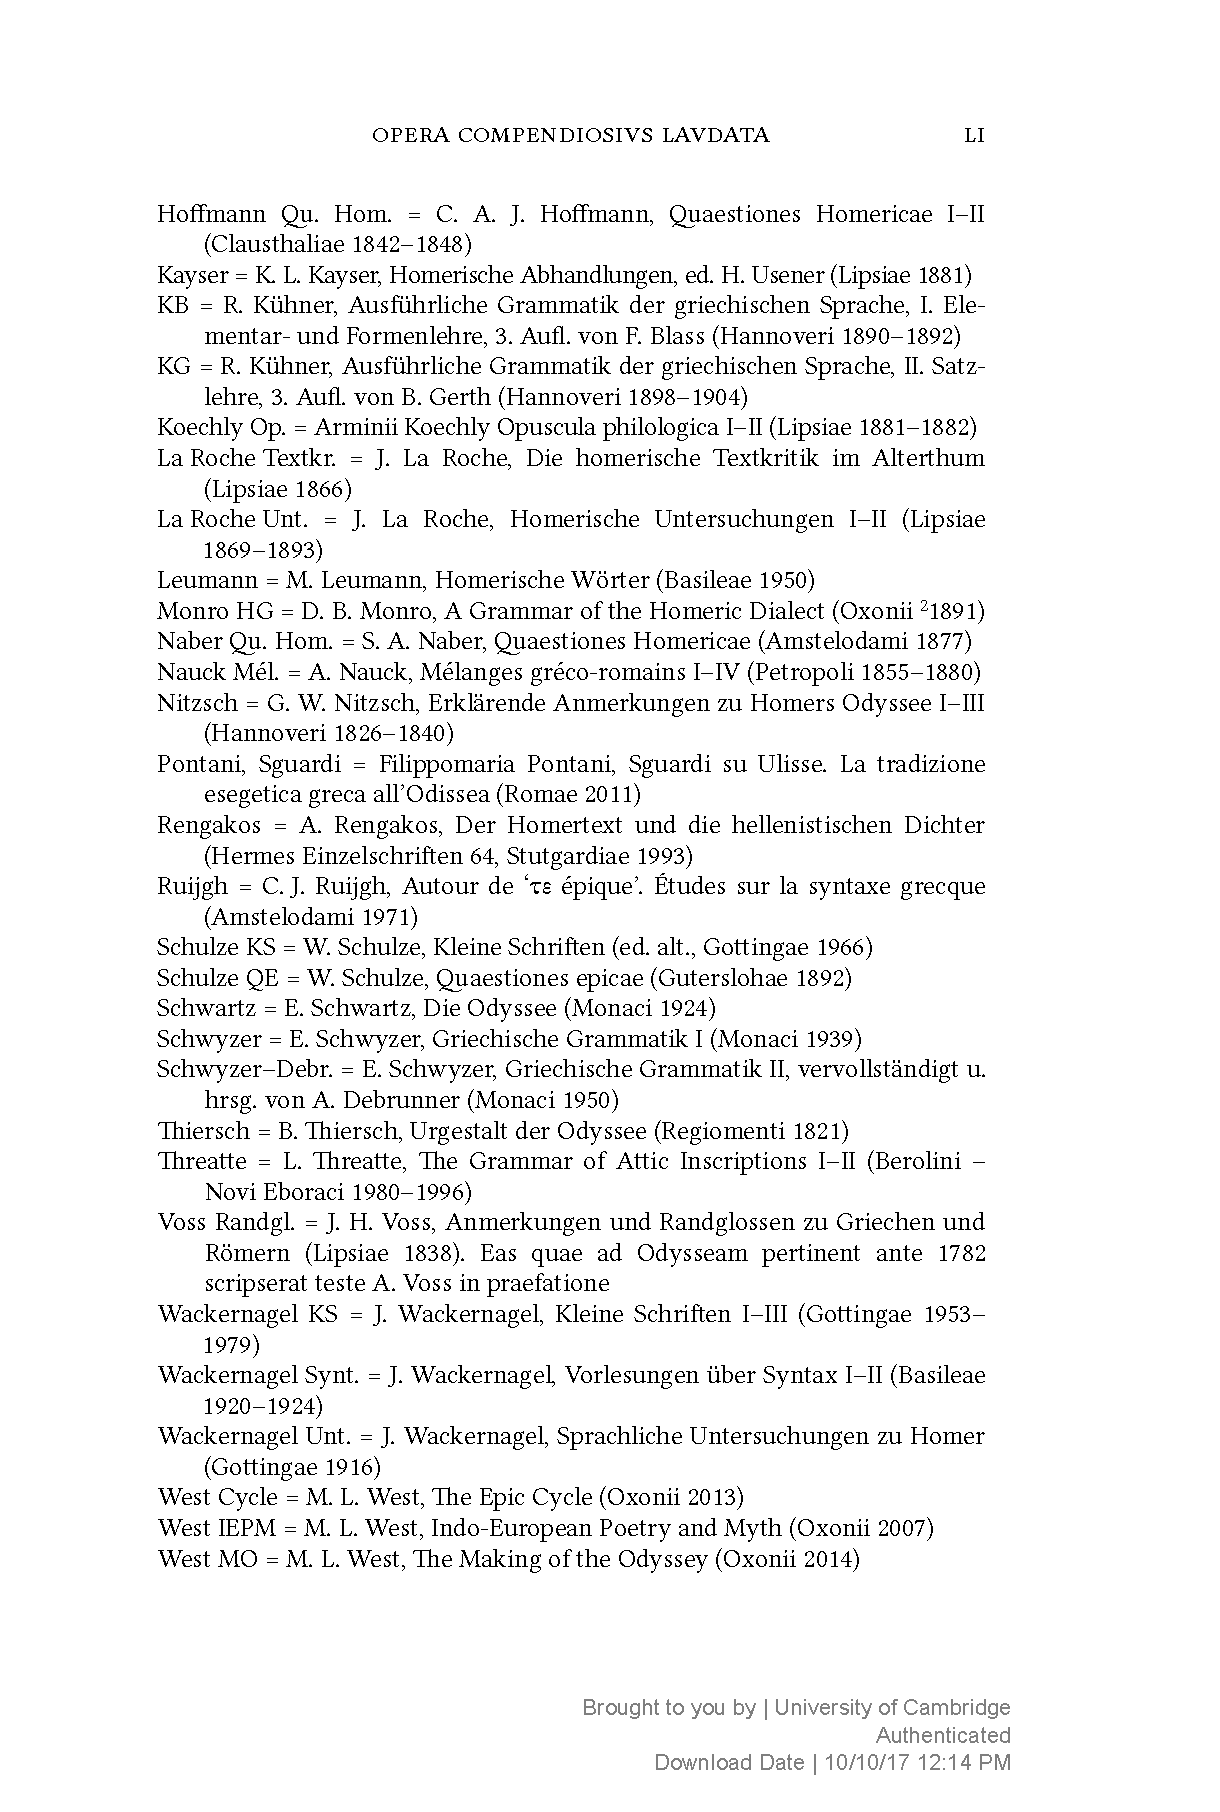 OPERA COMPENDIOSIVS LAVDATA LI
Hoffmann Qu. Hom. = C. A. J. Hoffmann, Quaestiones Homericae I–II
(Clausthaliae 1842–1848)
Kayser = K. L. Kayser, Homerische Abhandlungen, ed. H. Usener (Lipsiae 1881)
KB = R. Kühner, Ausführliche Grammatik der griechischen Sprache, I. Ele-
mentar- und Formenlehre, 3. Aufl. von F. Blass (Hannoveri 1890–1892)
KG = R. Kühner, Ausführliche Grammatik der griechischen Sprache, II. Satz-
lehre, 3. Aufl. von B. Gerth (Hannoveri 1898–1904)
Koechly Op. = Arminii Koechly Opuscula philologica I–II (Lipsiae 1881–1882)
La Roche Textkr. = J. La Roche, Die homerische Textkritik im Alterthum
(Lipsiae 1866)
La Roche Unt. = J. La Roche, Homerische Untersuchungen I–II (Lipsiae
1869–1893)
Leumann = M. Leumann, Homerische Wörter (Basileae 1950)
Monro HG = D. B. Monro, A Grammar of the Homeric Dialect (Oxonii ²1891)
Naber Qu. Hom. = S. A. Naber, Quaestiones Homericae (Amstelodami 1877)
Nauck Mél. = A. Nauck, Mélanges gréco-romains I–IV (Petropoli 1855–1880)
Nitzsch = G. W. Nitzsch, Erklärende Anmerkungen zu Homers Odyssee I–III
(Hannoveri 1826–1840)
Pontani, Sguardi = Filippomaria Pontani, Sguardi su Ulisse. La tradizione
esegetica greca all’Odissea (Romae 2011)
Rengakos = A. Rengakos, Der Homertext und die hellenistischen Dichter
(Hermes Einzelschriften 64, Stutgardiae 1993)
Ruijgh = C. J. Ruijgh, Autour de ‘τε épique’. Études sur la syntaxe grecque
(Amstelodami 1971)
Schulze KS = W. Schulze, Kleine Schriften (ed. alt., Gottingae 1966)
Schulze QE = W. Schulze, Quaestiones epicae (Guterslohae 1892)
Schwartz = E. Schwartz, Die Odyssee (Monaci 1924)
Schwyzer = E. Schwyzer, Griechische Grammatik I (Monaci 1939)
Schwyzer–Debr. = E. Schwyzer, Griechische Grammatik II, vervollständigt u.
hrsg. von A. Debrunner (Monaci 1950)
Thiersch = B. Thiersch, Urgestalt der Odyssee (Regiomenti 1821)
Threatte = L. Threatte, The Grammar of Attic Inscriptions I–II (Berolini –
Novi Eboraci 1980–1996)
Voss Randgl. = J. H. Voss, Anmerkungen und Randglossen zu Griechen und
Römern (Lipsiae 1838). Eas quae ad Odysseam pertinent ante 1782
scripserat teste A. Voss in praefatione
Wackernagel KS = J. Wackernagel, Kleine Schriften I–III (Gottingae 1953–
1979)
Wackernagel Synt. = J. Wackernagel, Vorlesungen über Syntax I–II (Basileae
1920–1924)
Wackernagel Unt. = J. Wackernagel, Sprachliche Untersuchungen zu Homer
(Gottingae 1916)
West Cycle = M. L. West, The Epic Cycle (Oxonii 2013)
West IEPM = M. L. West, Indo-European Poetry and Myth (Oxonii 2007)
West MO = M. L. West, The Making of the Odyssey (Oxonii 2014)
Brought to you by | University of Cambridge
Authenticated
Download Date | 10/10/17 12:14 PM